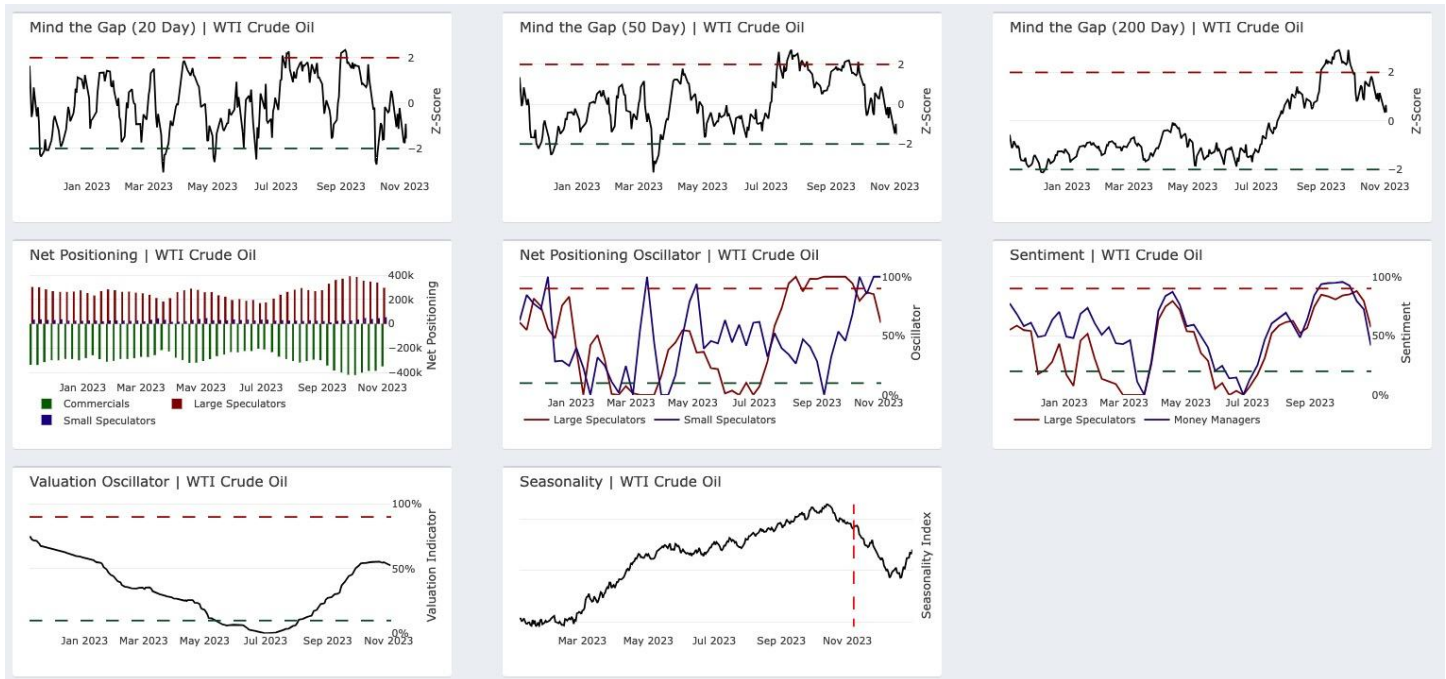 Mind the Gap (20 Day) | WTI Crude Oil
2
0
−2
Z-Score
Jan 2023 Mar 2023 May 2023 Jul 2023 Sep 2023 Nov 2023
Mind the Gap (50 Day) | WTI Crude Oil
2
0
−2
Z-Score
Jan 2023 Mar 2023 May 2023 Jul 2023 Sep 2023 Nov 2023
Mind the Gap (200 Day) | WTI Crude Oil
2
0
−2
Z-Score
Jan 2023 Mar 2023 May 2023 Jul 2023 Sep 2023 Nov 2023
Net Positioning | WTI Crude Oil
400k
200k
0
−200k
−400k
Net Positioning
Jan 2023 Mar 2023 May 2023 Jul 2023 Sep 2023 Nov 2023
Commercials Large Speculators
Small Speculators
Net Positioning Oscillator | WTI Crude Oil
100%
50%
0%
Oscillator
Jan 2023 Mar 2023 May 2023 Jul 2023 Sep 2023 Nov 2023
Large Speculators Small Speculators
Sentiment | WTI Crude Oil
100%
50%
0%
Sentiment
Jan 2023 Mar 2023 May 2023 Jul 2023 Sep 2023
Large Speculators Money Managers
Valuation Oscillator | WTI Crude Oil
100%
50%
0%
Valuation Indicator
Jan 2023 Mar 2023 May 2023 Jul 2023 Sep 2023 Nov 2023
Seasonality | WTI Crude Oil
Seasonality Index
Mar 2023 May 2023 Jul 2023 Sep 2023 Nov 2023